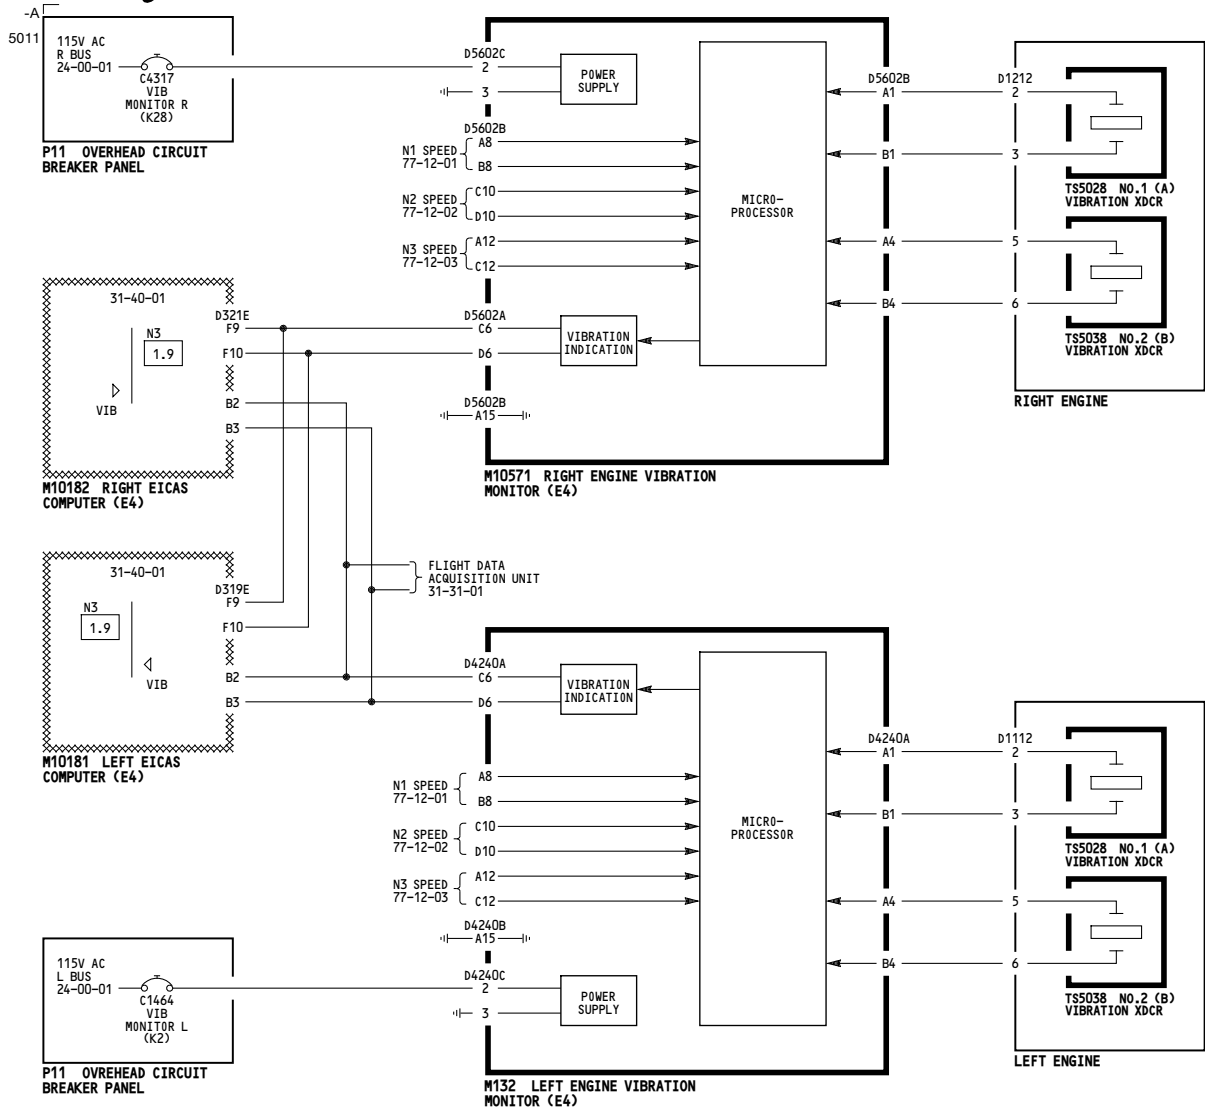 -A
5011
115V AC
R BUS
24-00-01
C4317
VIB
MONITOR R
(K28)
P11 OVERHEAD CIRCUIT
BREAKER PANEL
D5602C
2
3
POWER
SUPPLY
D5602B
N1 SPEED
77-12-01
A8
B8
N2 SPEED
77-12-02
C10
D10
N3 SPEED
77-12-03
A12
C12
MICRO-
PROCESSOR
D5602A
C6
D6
VIBRATION
INDICATION
D5602B
A15
M10571 RIGHT ENGINE VIBRATION
MONITOR (E4)
D5602B
A1
B1
A4
B4
D1212
2
3
5
6
TS5028 NO.1 (A)
VIBRATION XDCR
TS5038 NO.2 (B)
VIBRATION XDCR
RIGHT ENGINE
31-40-01
N3
1.9
VIB
D321E
F9
F10
B2
B3
M10182 RIGHT EICAS
COMPUTER (E4)
31-40-01
N3
1.9
VIB
D319E
F9
F10
B2
B3
M10181 LEFT EICAS
COMPUTER (E4)
FLIGHT DATA
ACQUISITION UNIT
31-31-01
D4240A
C6
D6
VIBRATION
INDICATION
N1 SPEED
77-12-01
A8
B8
N2 SPEED
77-12-02
C10
D10
N3 SPEED
77-12-03
A12
C12
MICRO-
PROCESSOR
D4240B
A15
D4240C
2
3
POWER
SUPPLY
M132 LEFT ENGINE VIBRATION
MONITOR (E4)
D4240A
A1
B1
A4
B4
D1112
2
3
5
6
TS5028 NO.1 (A)
VIBRATION XDCR
TS5038 NO.2 (B)
VIBRATION XDCR
LEFT ENGINE
115V AC
L BUS
24-00-01
C1464
VIB
MONITOR L
(K2)
P11 OVREHEAD CIRCUIT
BREAKER PANEL